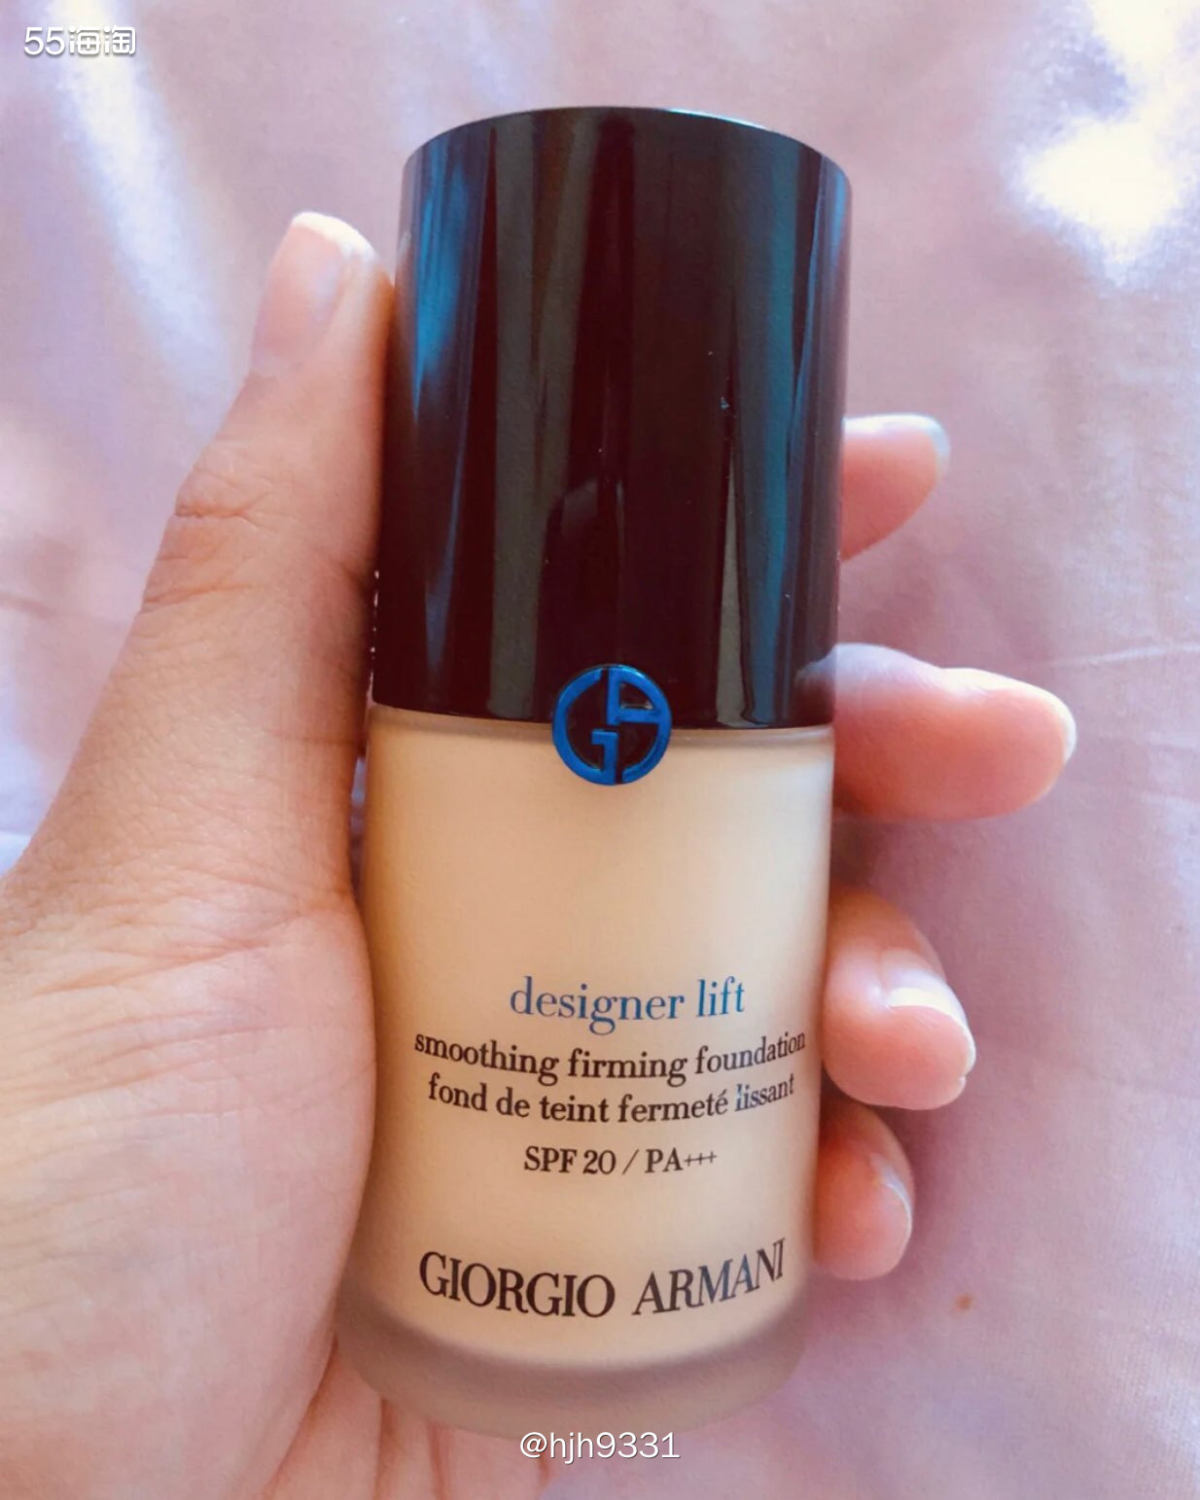 55海淘
GA
designer lift
smoothing firming foundation
fond de teint fermeté lissant
SPF 20 / PA+++
GIORGIO ARMANI
@hjh9331